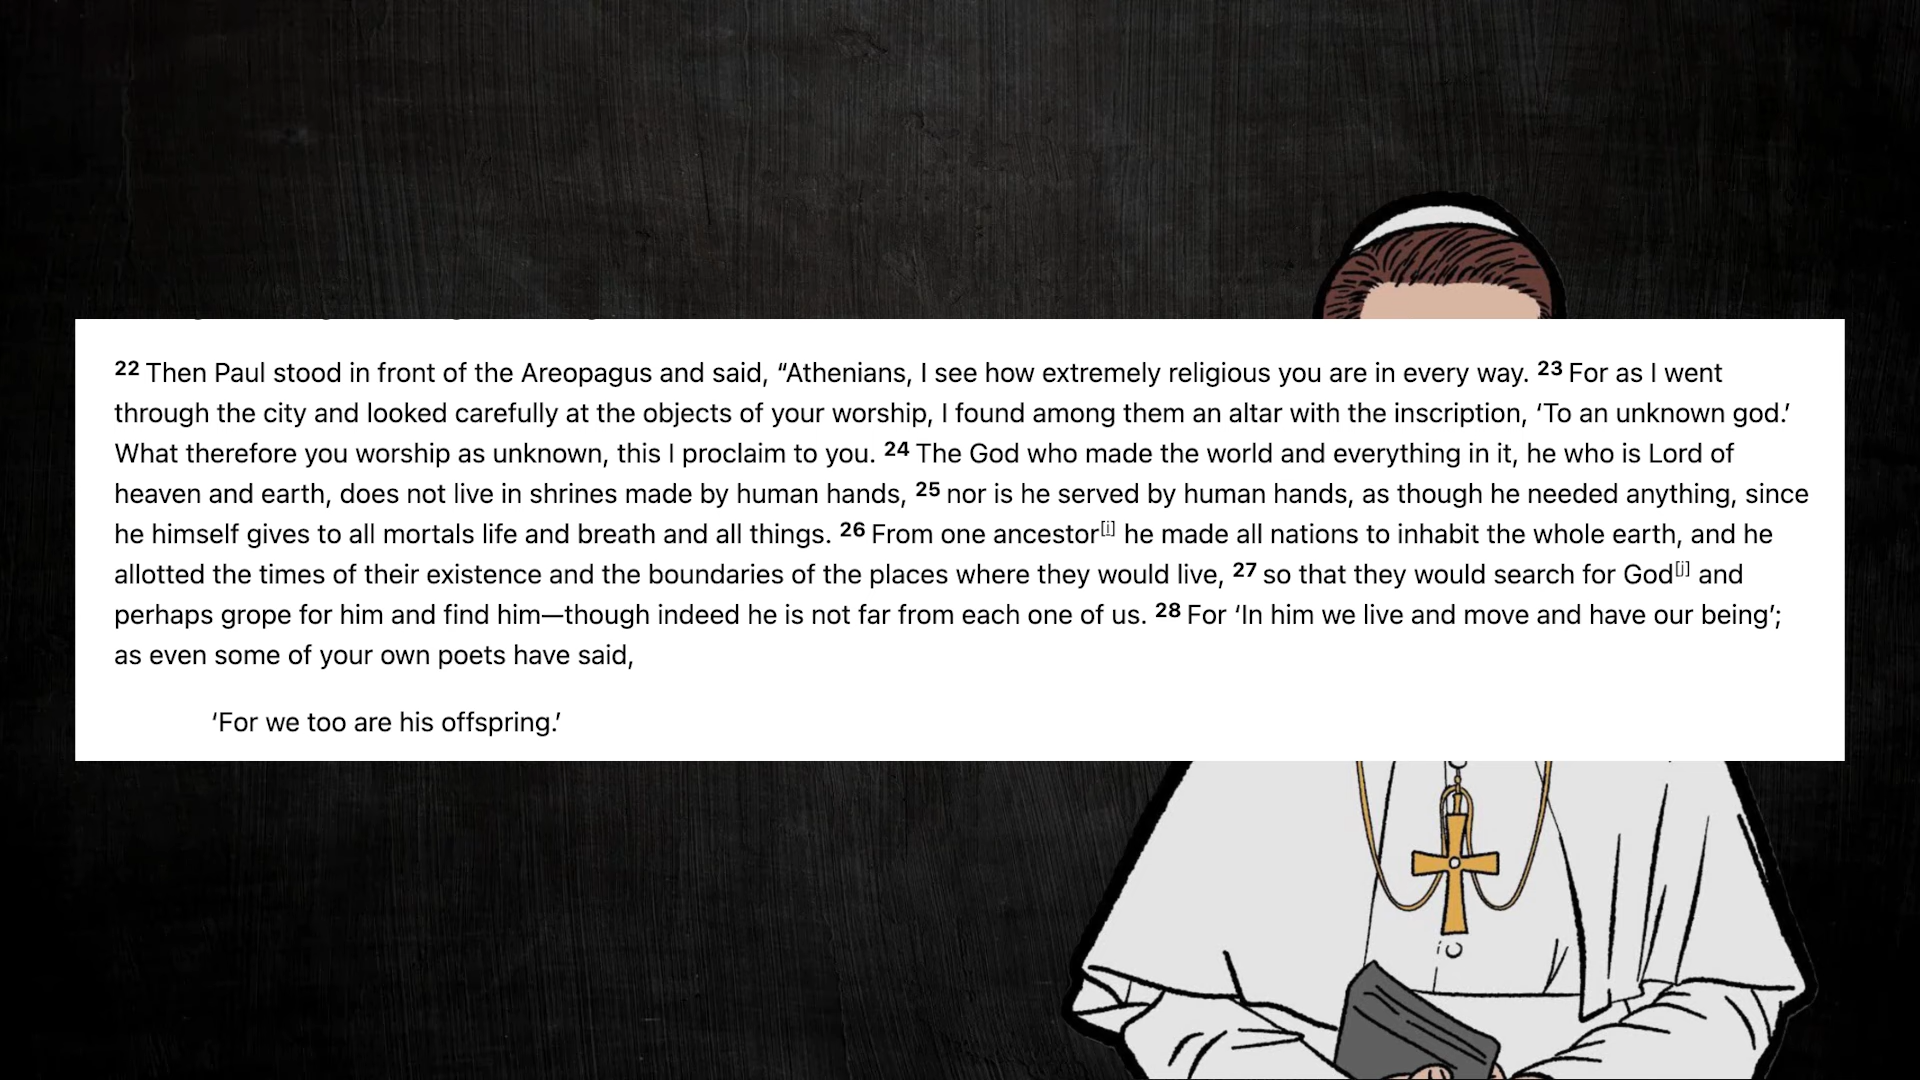 22 Then Paul stood in front of the Areopagus and said, “Athenians, I see how extremely religious you are in every way. 23 For as I went
through the city and looked carefully at the objects of your worship, I found among them an altar with the inscription, ‘To an unknown god.’
What therefore you worship as unknown, this I proclaim to you. 24 The God who made the world and everything in it, he who is Lord of
heaven and earth, does not live in shrines made by human hands, 25 nor is he served by human hands, as though he needed anything, since
he himself gives to all mortals life and breath and all things. 26 From one ancestor[i] he made all nations to inhabit the whole earth, and he
allotted the times of their existence and the boundaries of the places where they would live, 27 so that they would search for God[j] and
perhaps grope for him and find him—though indeed he is not far from each one of us. 28 For ‘In him we live and move and have our being’;
as even some of your own poets have said,
‘For we too are his offspring.’